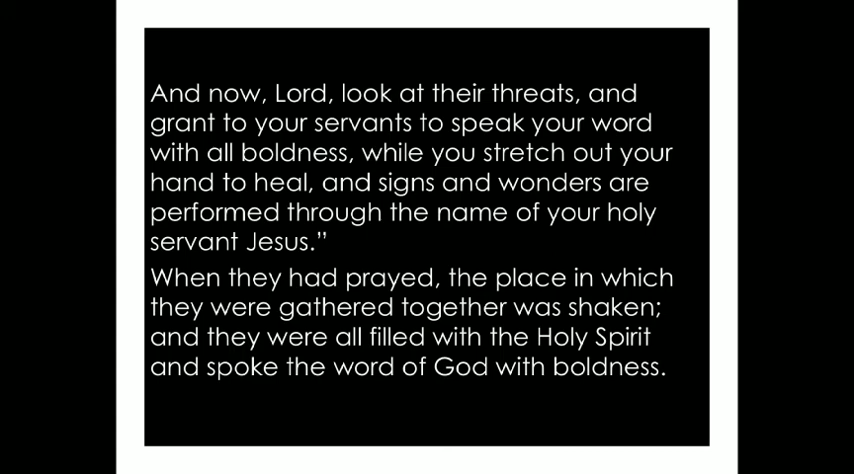 And now, Lord, look at their threats, and
grant to your servants to speak your word
with all boldness, while you stretch out your
hand to heal, and signs and wonders are
performed through the name of your holy
servant Jesus.”
When they had prayed, the place in which
they were gathered together was shaken;
and they were all filled with the Holy Spirit
and spoke the word of God with boldness.